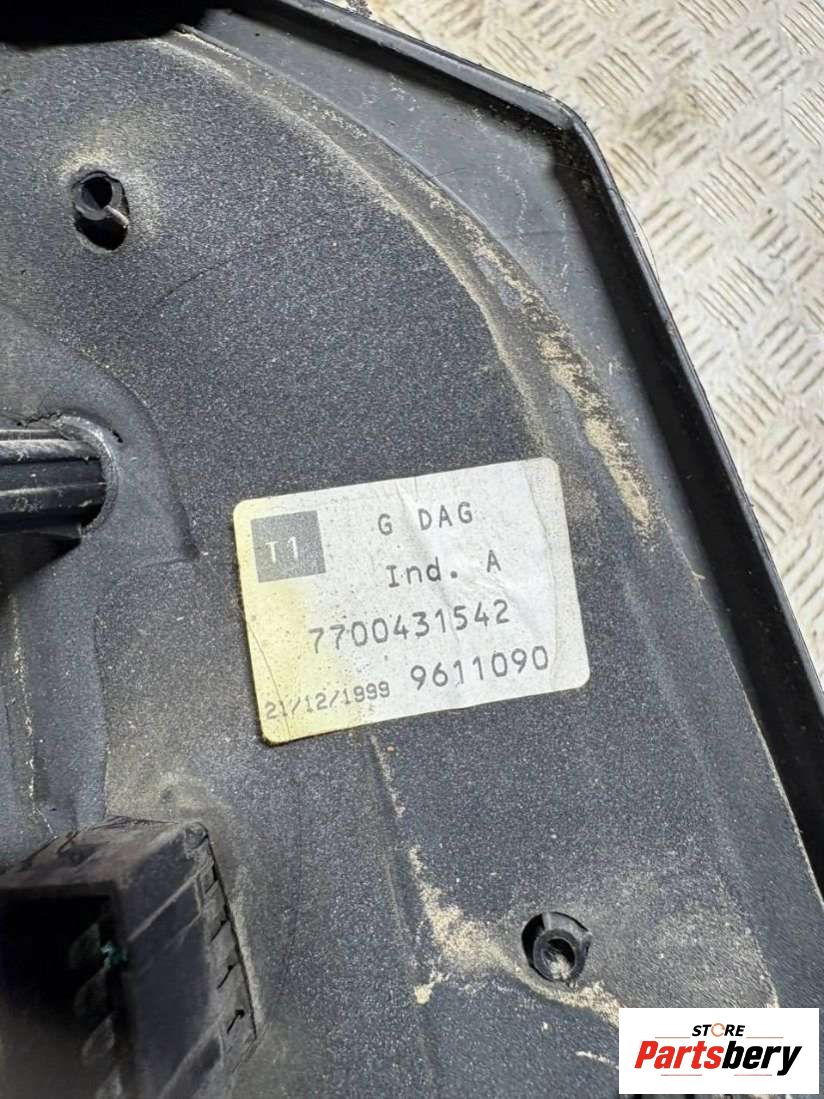 T1 G DAG
Ind. A
7700431542
21/12/1999 9611090
STORE
Partsbery